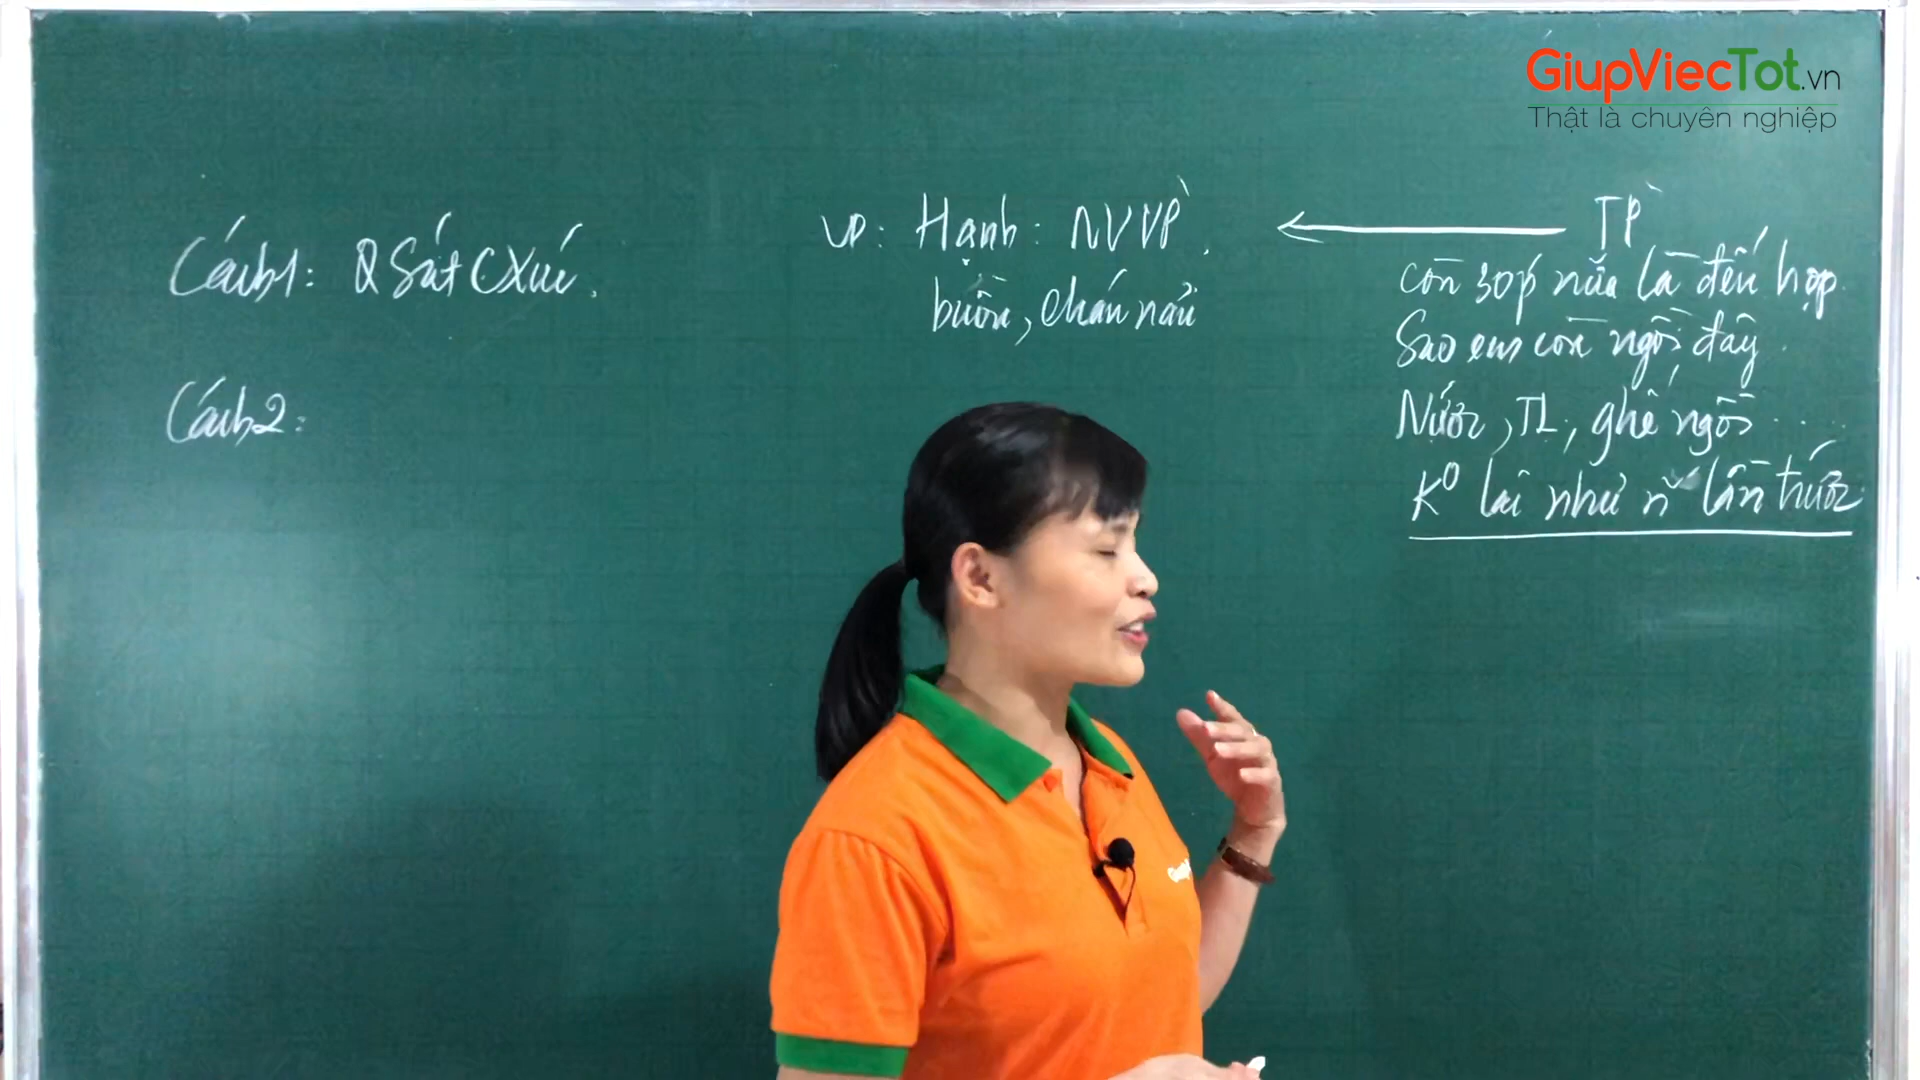 GiupViecTot.vn
Thật là chuyên nghiệp
Cách1: QSát CXúc.
Cách2:
VD: Hạnh: NVVP.
buồn, chán nản
TP
Còn 30p nữa là đến họp.
Sao em còn ngồi đây.
Nước, TL, ghế ngồi ....
K° lại như n~ lần trước